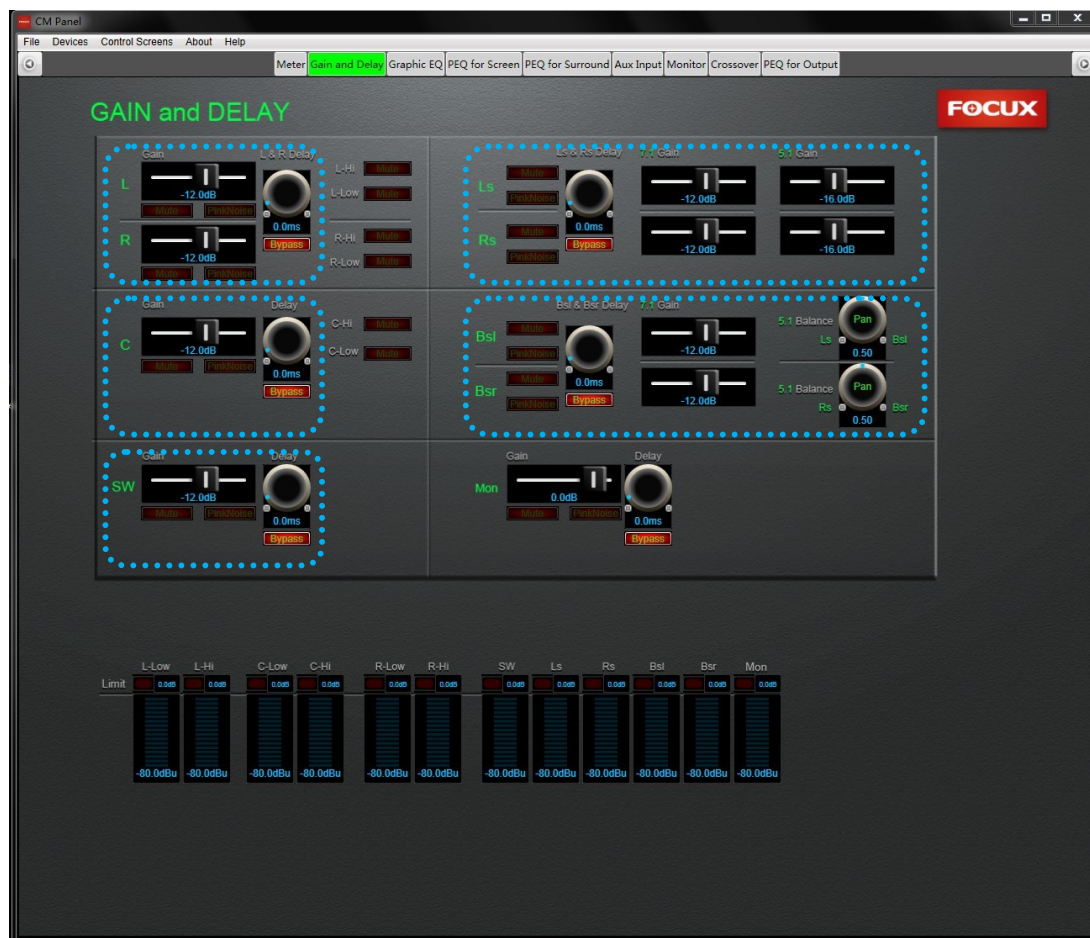 CM Panel
File Devices Control Screens About Help
Meter Gain and Delay Graphic EQ PEQ for Screen PEQ for Surround Aux Input Monitor Crossover PEQ for Output
GAIN and DELAY
FOCUX
Gain L & R Delay
L -12.0dB
Mute PinkNoise
R -12.0dB
Mute PinkNoise
0.0ms
Bypass
L-Hi Mute
L-Low Mute
R-Hi Mute
R-Low Mute
Ls & Rs Delay 7.1 Gain 5.1 Gain
Ls Mute
PinkNoise
Rs Mute
PinkNoise
0.0ms
Bypass
-12.0dB -16.0dB
-12.0dB -16.0dB
Gain Delay
C -12.0dB
Mute PinkNoise
0.0ms
Bypass
C-Hi Mute
C-Low Mute
Bsl & Bsr Delay 7.1 Gain
Bsl Mute
PinkNoise
Bsr Mute
PinkNoise
0.0ms
Bypass
-12.0dB
-12.0dB
5.1 Balance Pan
Ls Bsl
0.50
5.1 Balance Pan
Rs Bsr
0.50
Gain Delay
SW -12.0dB
Mute PinkNoise
0.0ms
Bypass
Gain Delay
Mon 0.0dB
Mute PinkNoise
0.0ms
Bypass
L-Low L-Hi C-Low C-Hi R-Low R-Hi SW Ls Rs Bsl Bsr Mon
Limit 0.0dB 0.0dB 0.0dB 0.0dB 0.0dB 0.0dB 0.0dB 0.0dB 0.0dB 0.0dB 0.0dB 0.0dB
-80.0dBu -80.0dBu -80.0dBu -80.0dBu -80.0dBu -80.0dBu -80.0dBu -80.0dBu -80.0dBu -80.0dBu -80.0dBu -80.0dBu